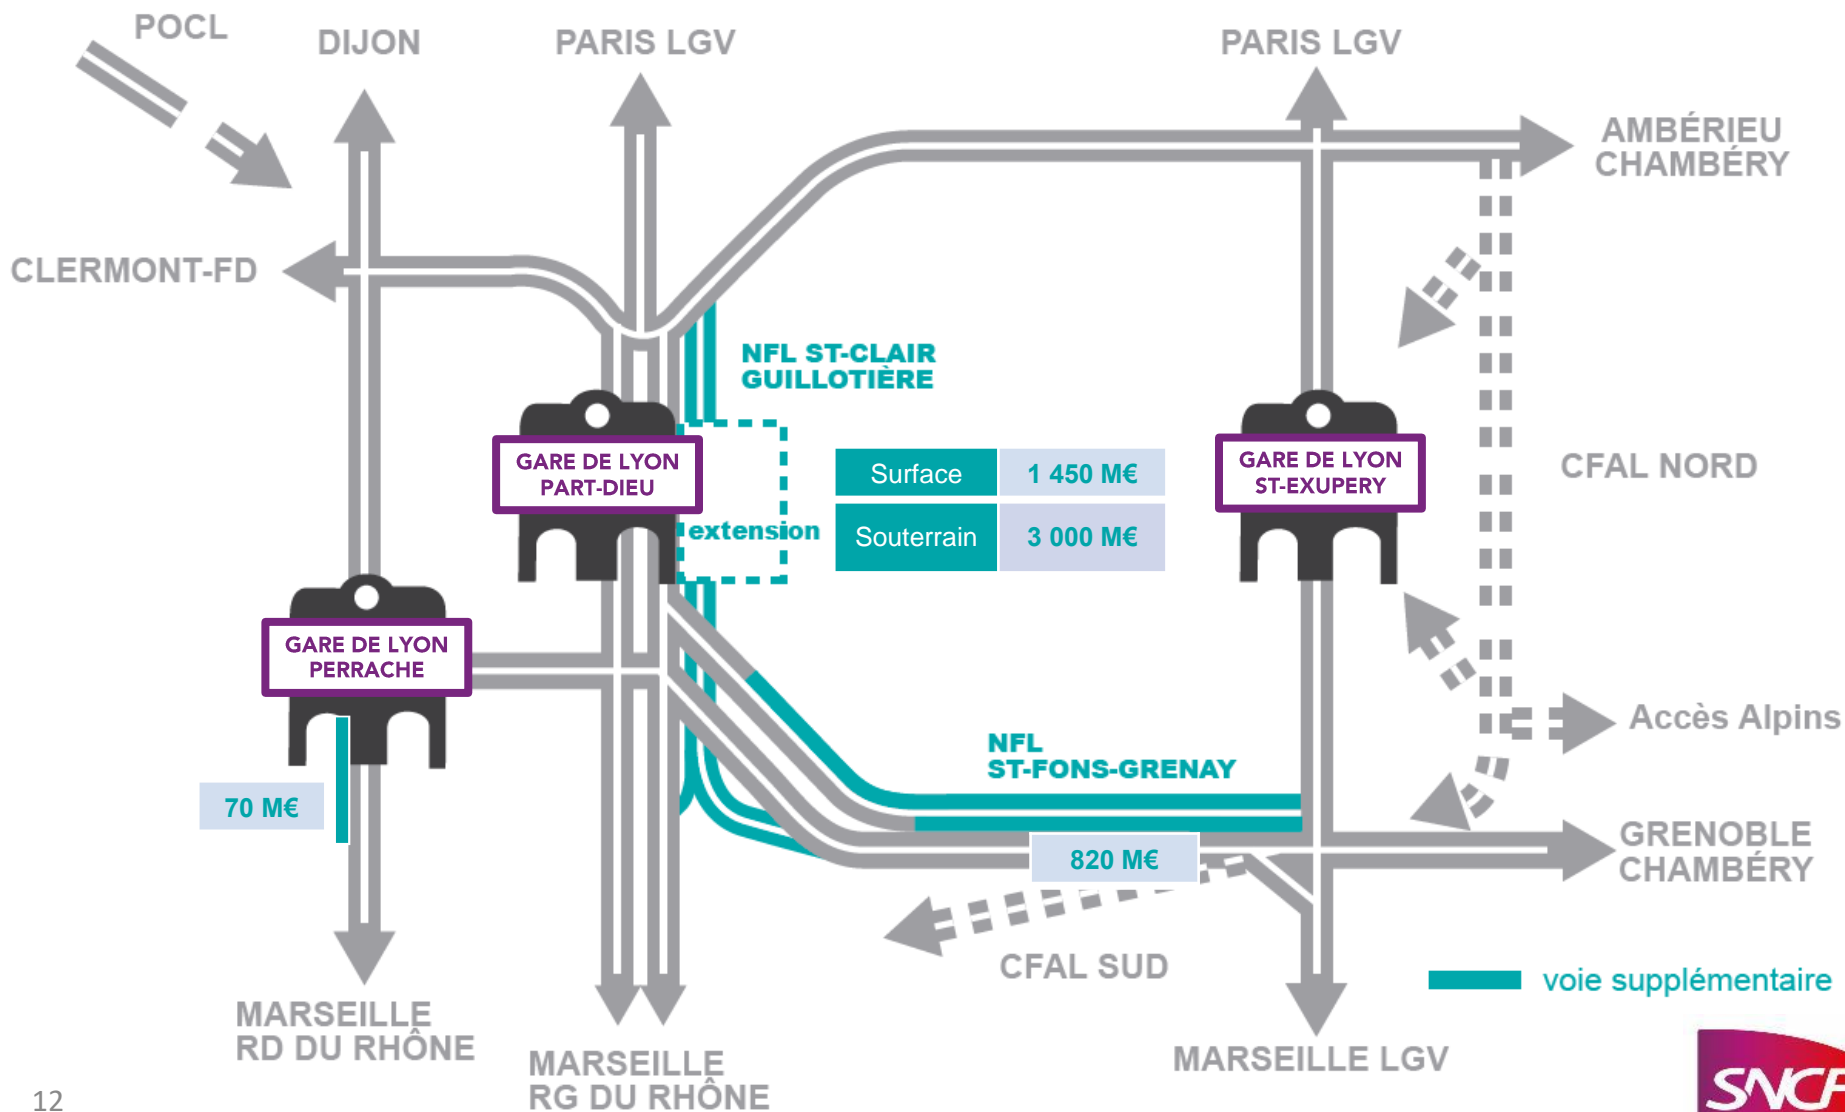 POCL
DIJON
PARIS LGV
PARIS LGV
AMBÉRIEU
CHAMBÉRY
CLERMONT-FD
NFL ST-CLAIR
GUILLOTIÈRE
GARE DE LYON
PART-DIEU
extension
Surface 1 450 M€
Souterrain 3 000 M€
GARE DE LYON
ST-EXUPERY
CFAL NORD
GARE DE LYON
PERRACHE
70 M€
NFL
ST-FONS-GRENAY
820 M€
Accès Alpins
GRENOBLE
CHAMBÉRY
CFAL SUD
voie supplémentaire
MARSEILLE
RD DU RHÔNE
MARSEILLE
RG DU RHÔNE
MARSEILLE LGV
SNCF
12